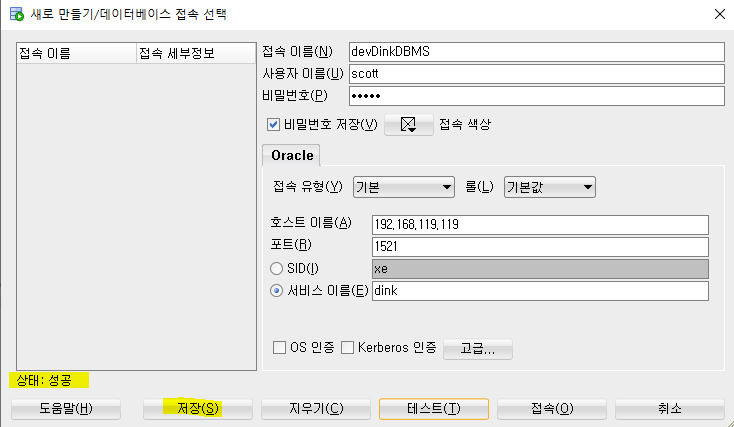 새로 만들기/데이터베이스 접속 선택
접속 이름 접속 세부정보
접속 이름(N) devDinkDBMS
사용자 이름(U) scott
비밀번호(P) •••••
비밀번호 저장(V) 접속 색상
Oracle
접속 유형(Y) 기본 롤(L) 기본값
호스트 이름(A) 192,168,119,119
포트(R) 1521
SID(I) xe
서비스 이름(E) dink
OS 인증 Kerberos 인증 고급...
상태: 성공
도움말(H) 저장(S) 지우기(C) 테스트(T) 접속(O) 취소